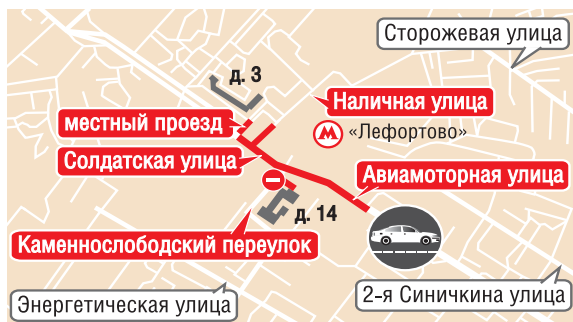 Сторожевая улица
д. 3
Наличная улица
местный проезд
М «Лефортово»
Солдатская улица
Авиамоторная улица
д. 14
Каменнослободский переулок
2-я Синичкина улица
Энергетическая улица